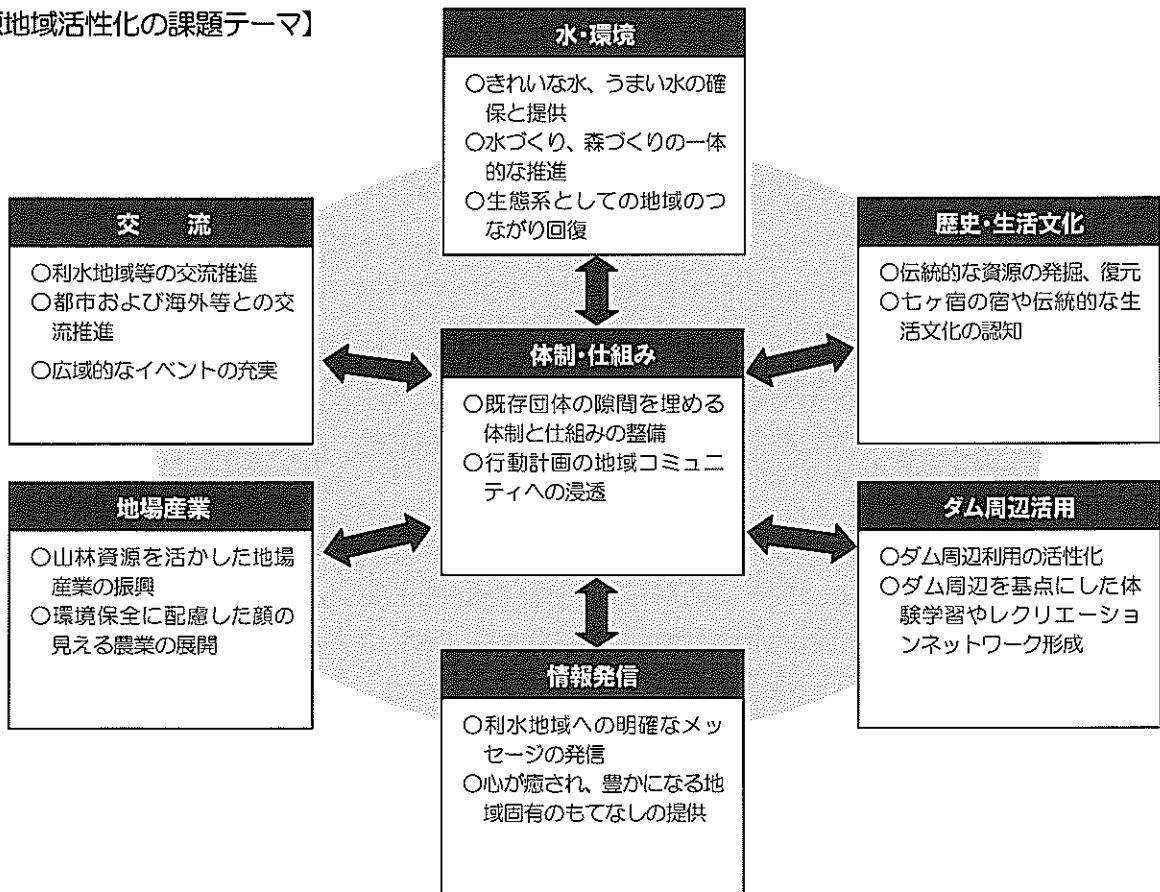 地域活性化の課題テーマ】
水・環境
○きれいな水、うまい水の確
保と提供
○水づくり、森づくりの一体
的な推進
○生態系としての地域のつ
ながり回復
交　流
○利水地域等の交流推進
○都市および海外等との交
流推進
○広域的なイベントの充実
歴史・生活文化
○伝統的な資源の発掘、復元
○七ヶ宿の宿や伝統的な生
活文化の認知
体制・仕組み
○既存団体の隙間を埋める
体制と仕組みの整備
○行動計画の地域コミュニ
ティへの浸透
地場産業
○山林資源を活かした地場
産業の振興
○環境保全に配慮した顔の
見える農業の展開
ダム周辺活用
○ダム周辺利用の活性化
○ダム周辺を基点にした体
験学習やレクリエーショ
ンネットワーク形成
情報発信
○利水地域への明確なメッ
セージの発信
○心が癒され、豊かになる地
域固有のもてなしの提供